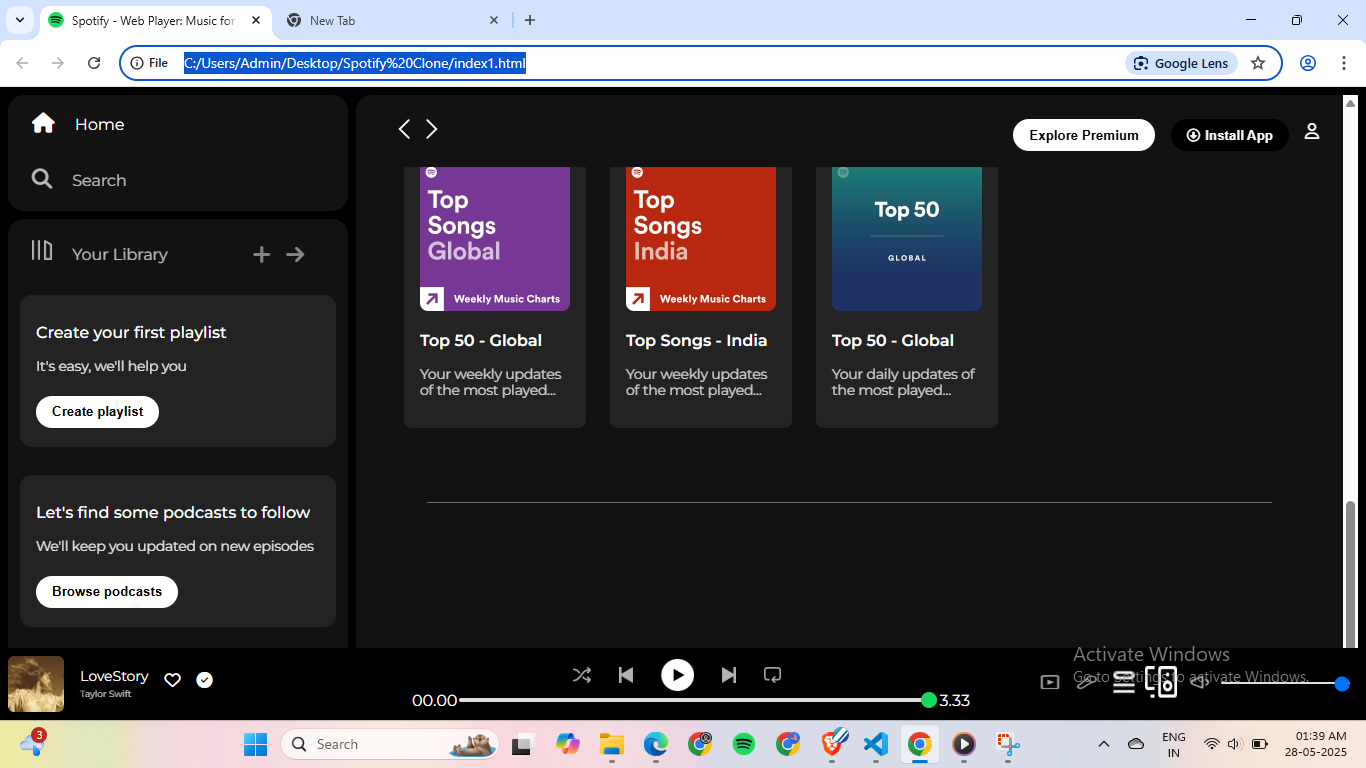 Spotify - Web Player: Music for
New Tab
File
C:/Users/Admin/Desktop/Spotify%20Clone/index1.html
Google Lens
Home
Search
Your Library
Create your first playlist
It's easy, we'll help you
Create playlist
Let's find some podcasts to follow
We'll keep you updated on new episodes
Browse podcasts
Explore Premium
Install App
Top
Songs
Global
Weekly Music Charts
Top 50 - Global
Your weekly updates
of the most played...
Top
Songs
India
Weekly Music Charts
Top Songs - India
Your weekly updates
of the most played...
Top 50
GLOBAL
Top 50 - Global
Your daily updates of
the most played...
LoveStory
Taylor Swift
00.00
3.33
Activate Windows
Go to Settings to activate Windows.
3
Search
ENG
IN
01:39 AM
28-05-2025